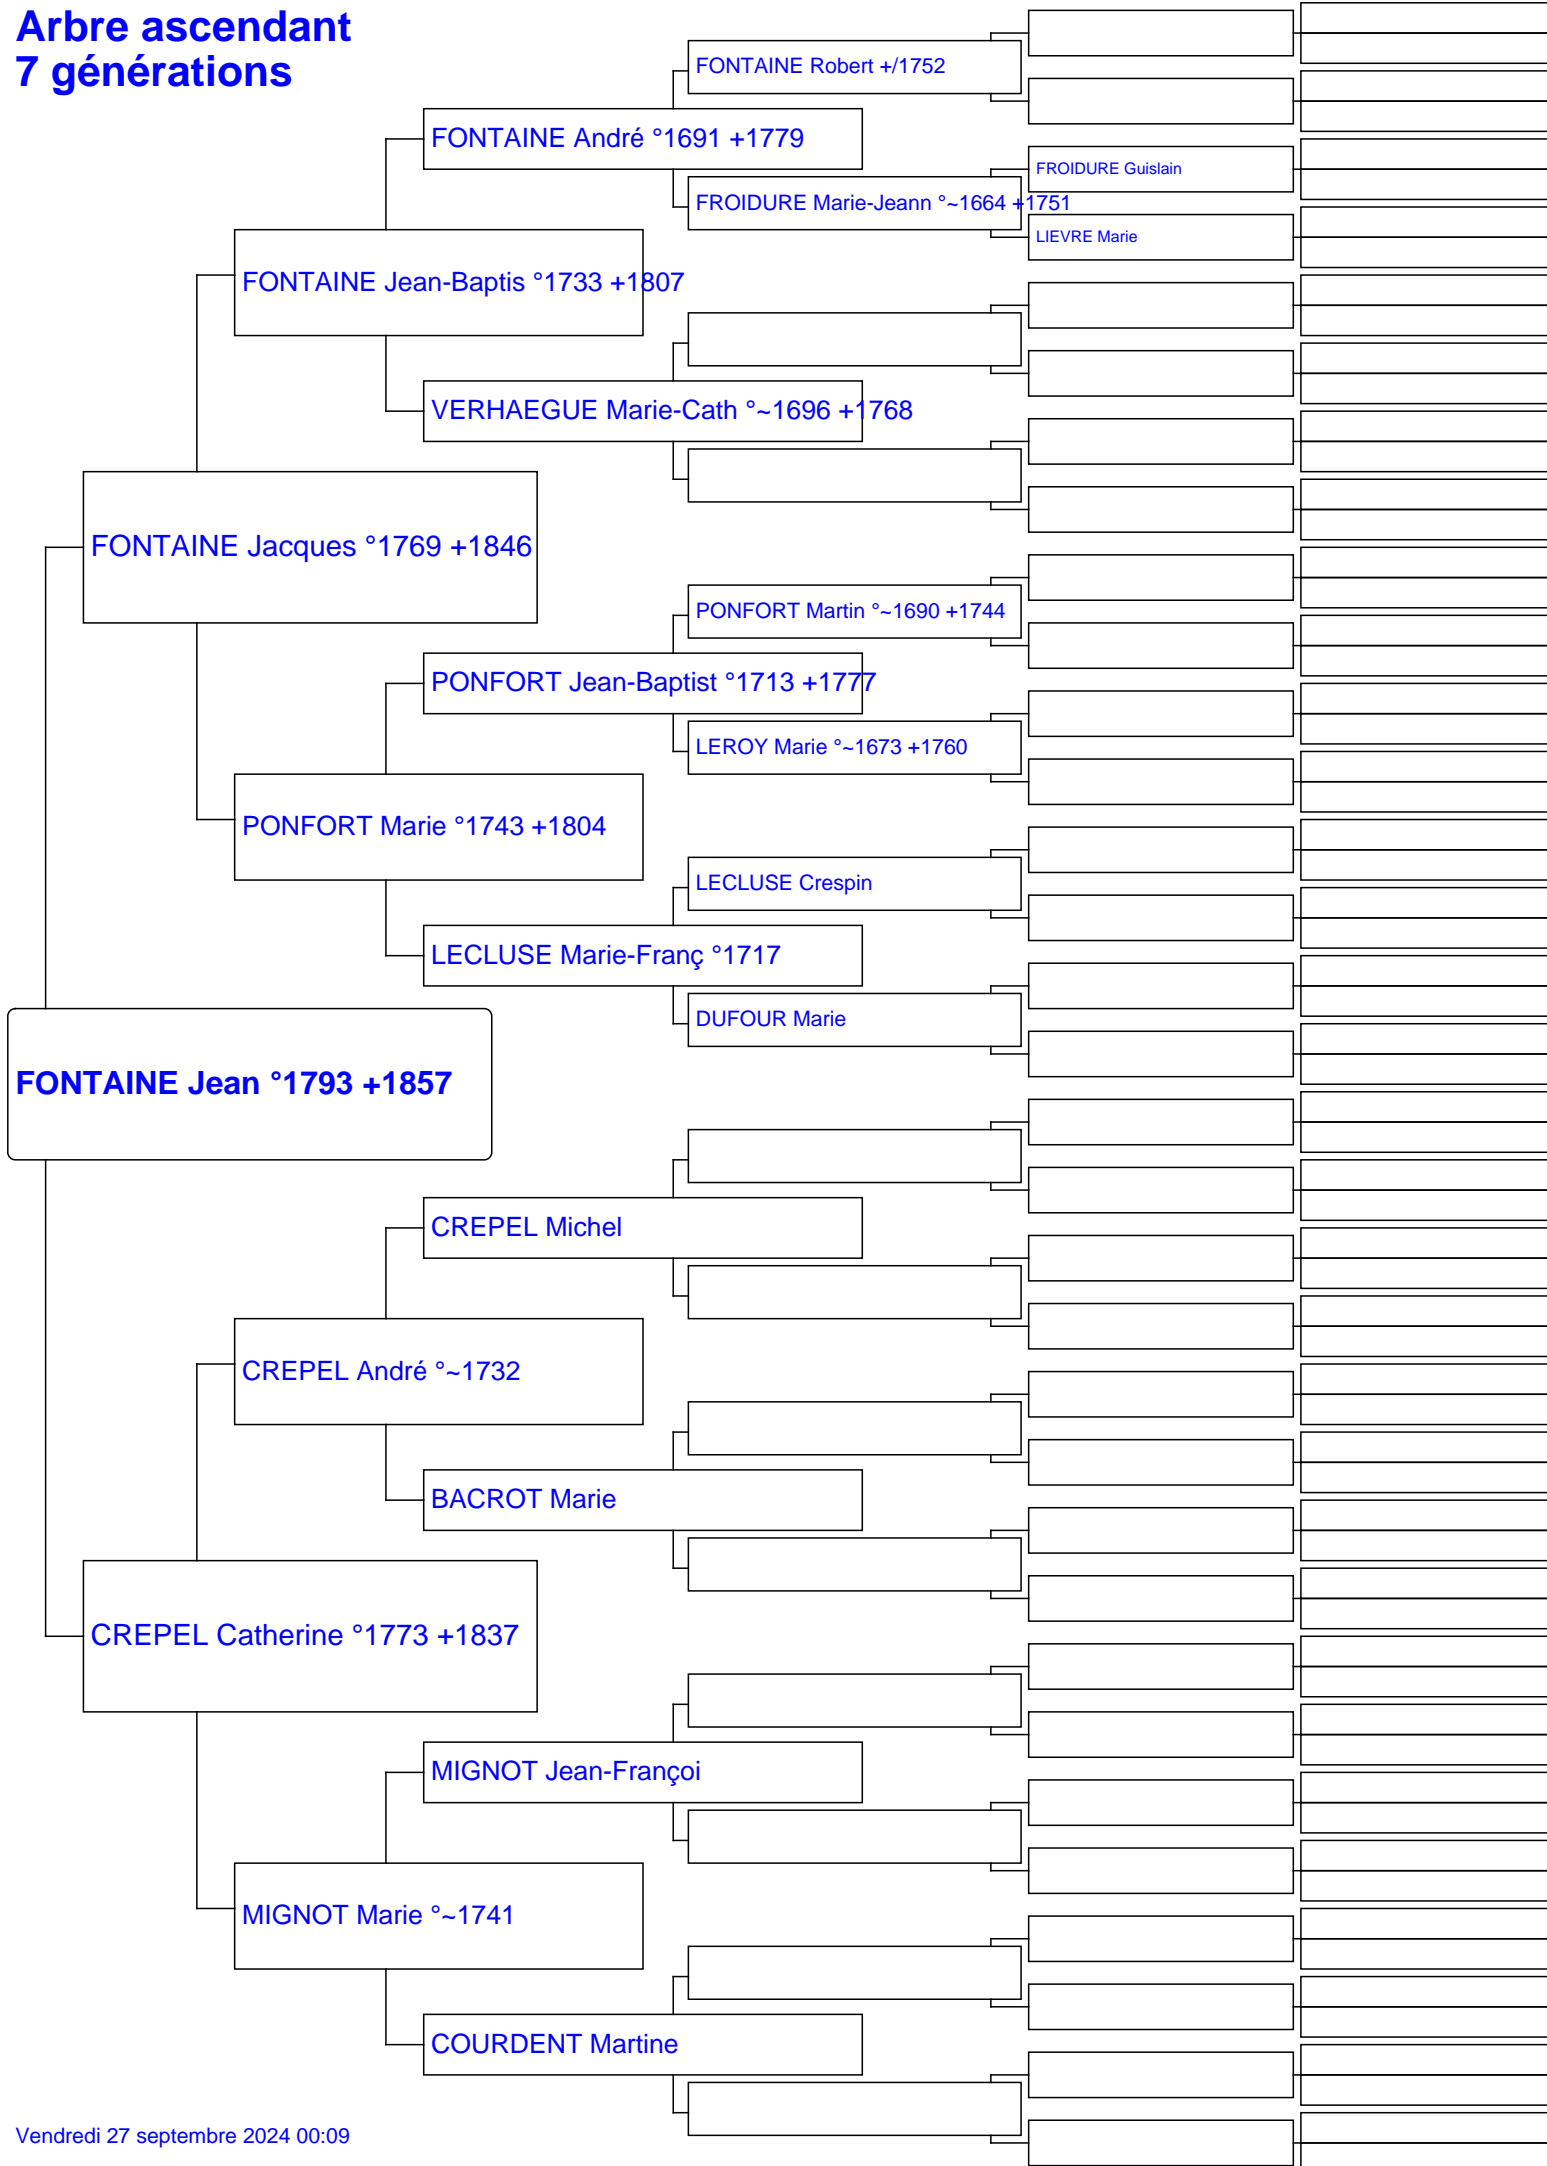 Arbre ascendant
7 générations
FONTAINE Robert +/1752
FONTAINE André °1691 +1779
FROIDURE Guislain
FROIDURE Marie-Jeann °~1664 +1751
LIEVRE Marie
FONTAINE Jean-Baptis °1733 +1807
VERHAEGUE Marie-Cath °~1696 +1768
FONTAINE Jacques °1769 +1846
PONFORT Martin °~1690 +1744
PONFORT Jean-Baptist °1713 +1777
LEROY Marie °~1673 +1760
PONFORT Marie °1743 +1804
LECLUSE Crespin
LECLUSE Marie-Franç °1717
DUFOUR Marie
FONTAINE Jean °1793 +1857
CREPEL Michel
CREPEL André °~1732
BACROT Marie
CREPEL Catherine °1773 +1837
MIGNOT Jean-Françoi
MIGNOT Marie °~1741
COURDENT Martine
Vendredi 27 septembre 2024 00:09